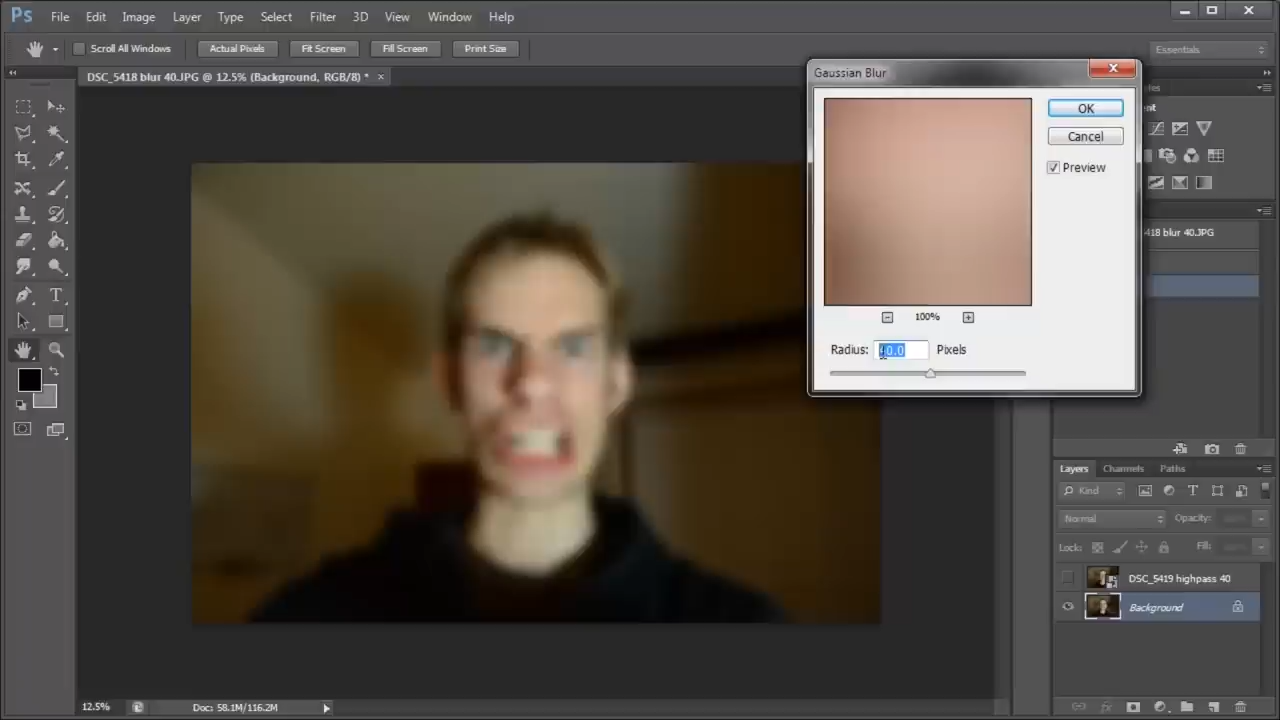 Ps File Edit Image Layer Type Select Filter 3D View Window Help
Scroll All Windows Actual Pixels Fit Screen Fill Screen Print Size Essentials
DSC_5418 blur 40.JPG @ 12.5% (Background, RGB/8) * ×
Gaussian Blur
OK
Cancel
Preview
100%
Radius: 40.0 Pixels
418 blur 40.JPG
Layers Channels Paths
Kind
Normal Opacity:
Lock: Fill:
DSC_5419 highpass 40
Background
12.5% Doc: 58.1M/116.2M